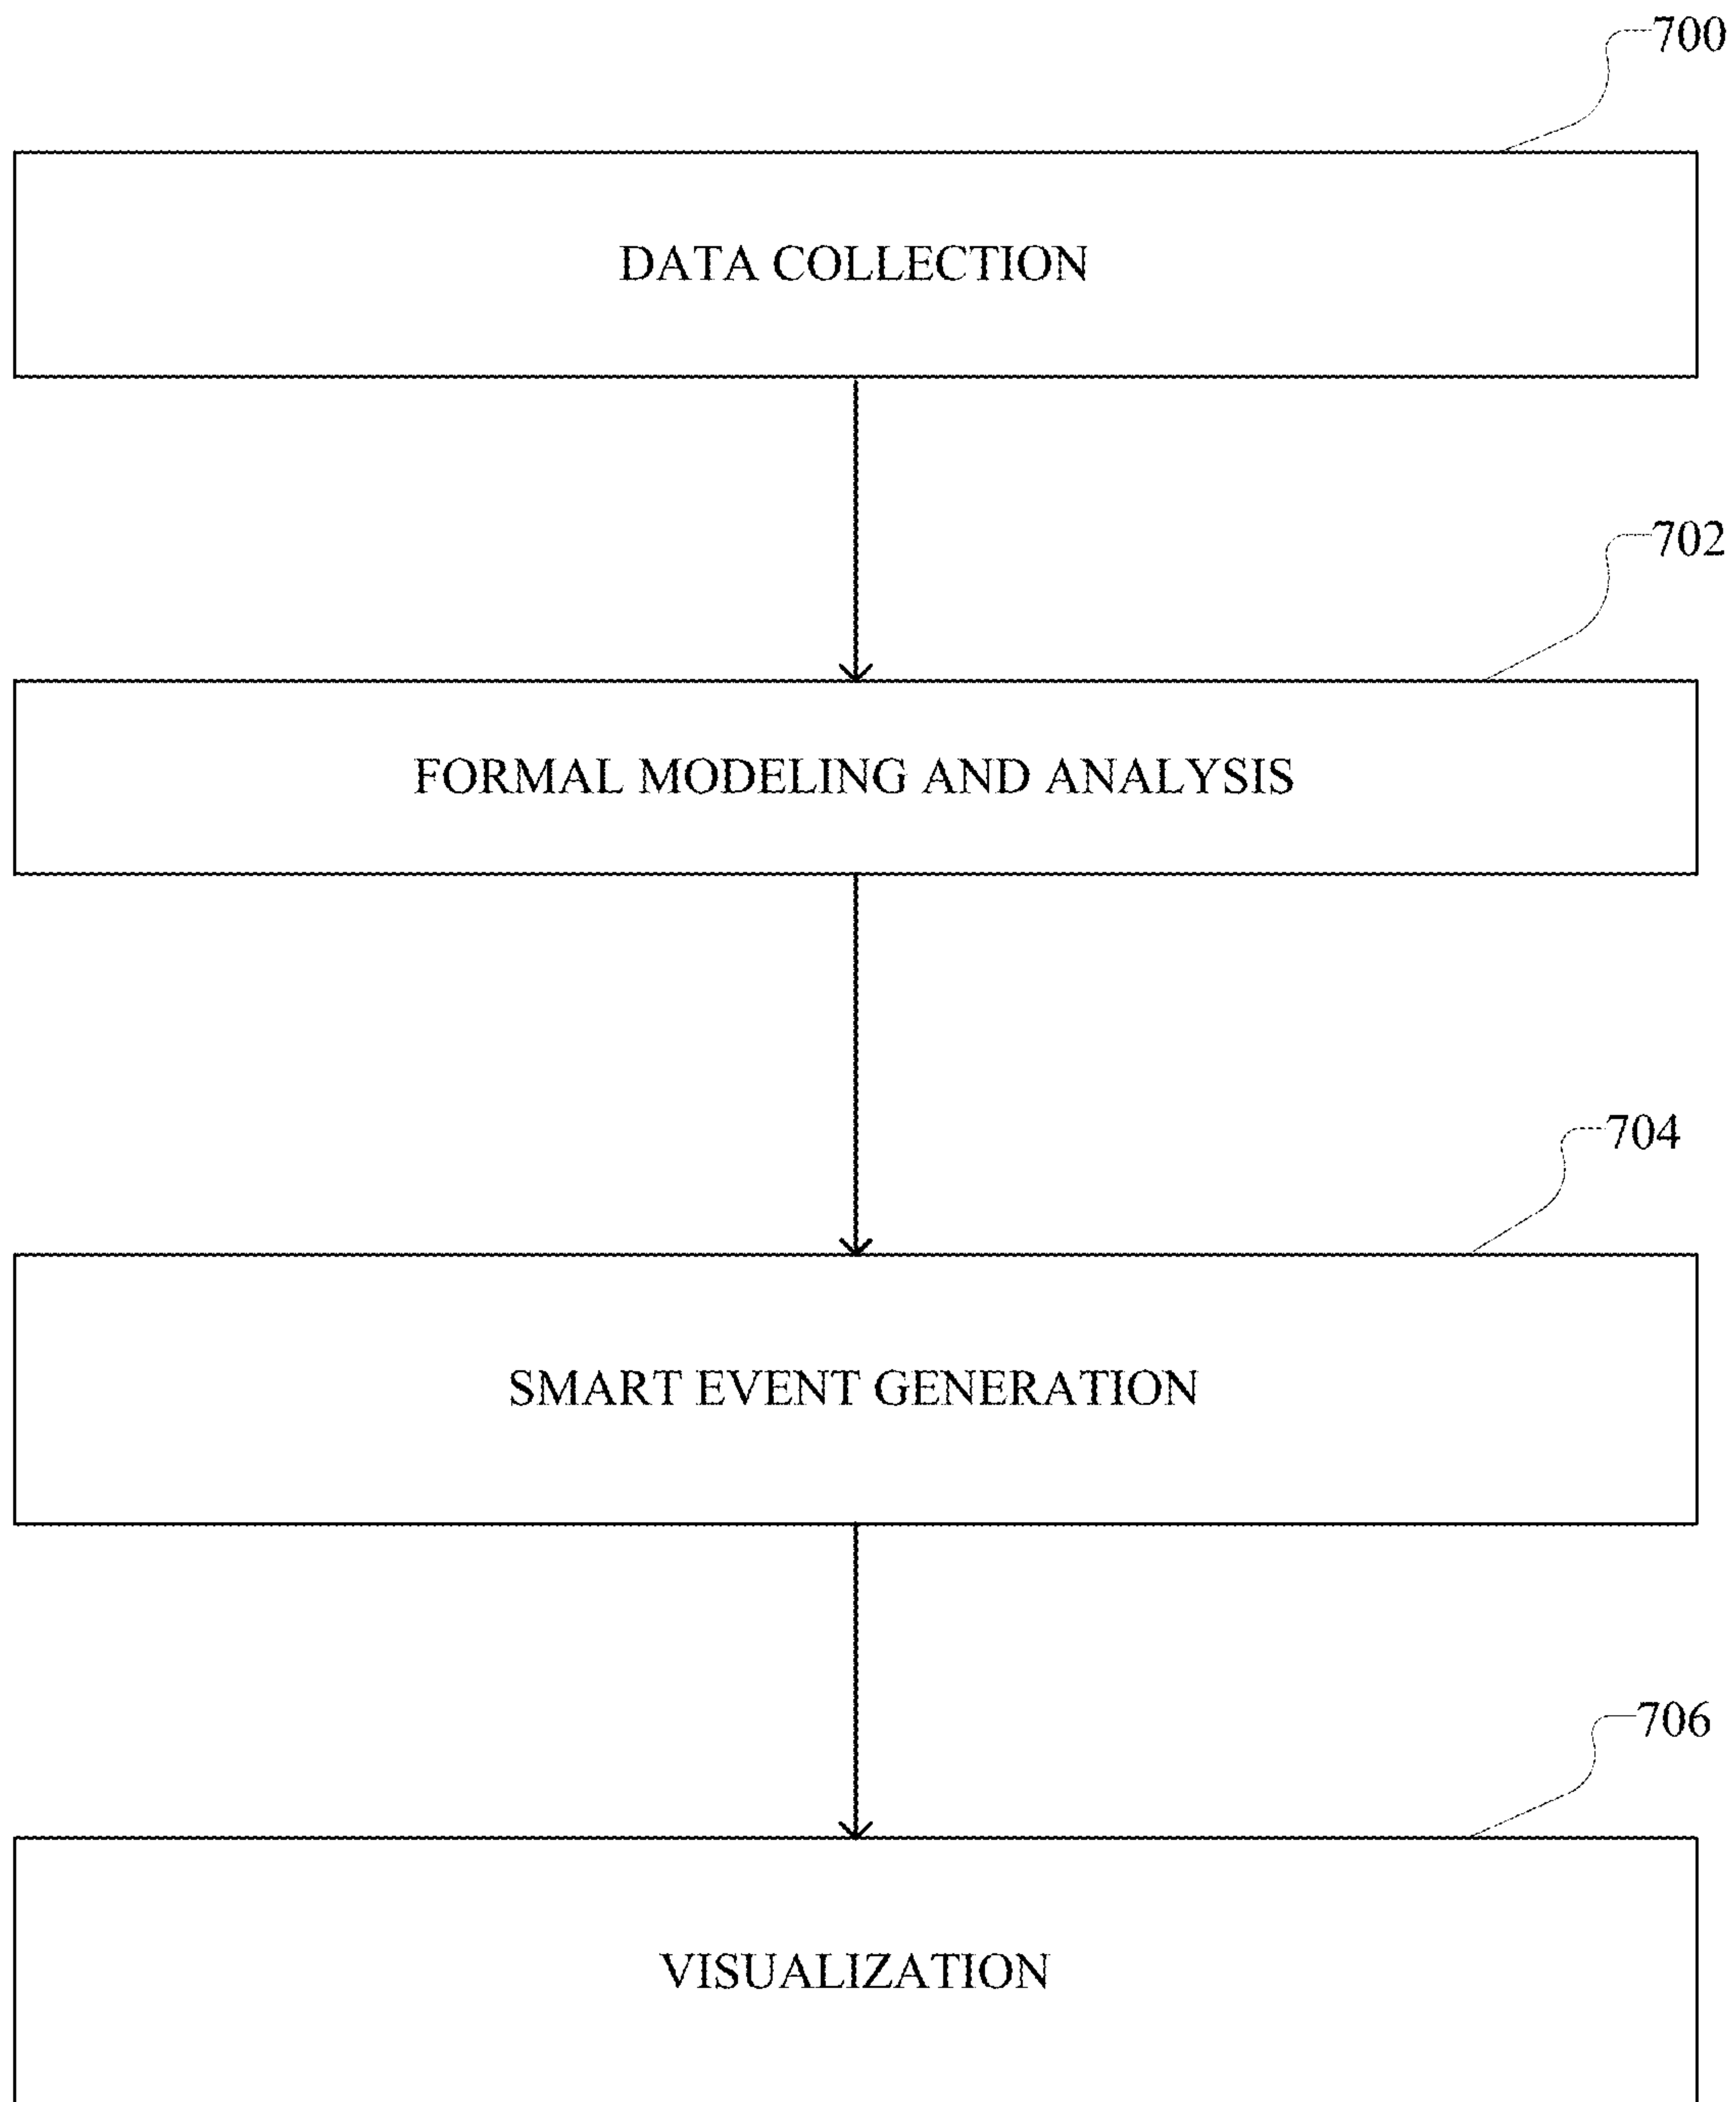 700
DATA COLLECTION
702
FORMAL MODELING AND ANALYSIS
704
SMART EVENT GENERATION
706
VISUALIZATION